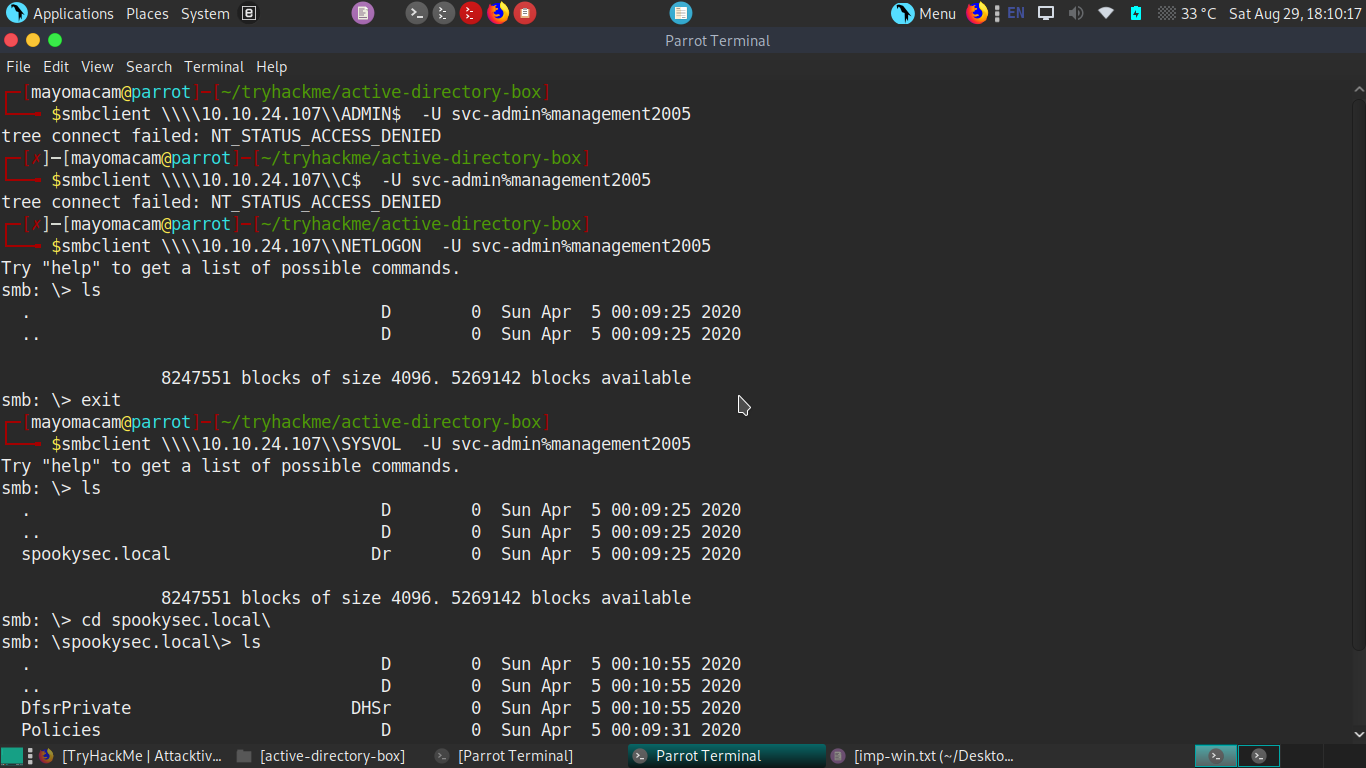 Applications Places System Menu EN 33 °C Sat Aug 29, 18:10:17
Parrot Terminal
File Edit View Search Terminal Help
┌─[mayomacam@parrot]─[~/tryhackme/active-directory-box]
└──╼ $smbclient \\\\10.10.24.107\\ADMIN$  -U svc-admin%management2005
tree connect failed: NT_STATUS_ACCESS_DENIED
┌─[✗]─[mayomacam@parrot]─[~/tryhackme/active-directory-box]
└──╼ $smbclient \\\\10.10.24.107\\C$  -U svc-admin%management2005
tree connect failed: NT_STATUS_ACCESS_DENIED
┌─[✗]─[mayomacam@parrot]─[~/tryhackme/active-directory-box]
└──╼ $smbclient \\\\10.10.24.107\\NETLOGON  -U svc-admin%management2005
Try "help" to get a list of possible commands.
smb: \> ls
  .                                   D        0  Sun Apr  5 00:09:25 2020
  ..                                  D        0  Sun Apr  5 00:09:25 2020
                8247551 blocks of size 4096. 5269142 blocks available
smb: \> exit
┌─[mayomacam@parrot]─[~/tryhackme/active-directory-box]
└──╼ $smbclient \\\\10.10.24.107\\SYSVOL  -U svc-admin%management2005
Try "help" to get a list of possible commands.
smb: \> ls
  .                                   D        0  Sun Apr  5 00:09:25 2020
  ..                                  D        0  Sun Apr  5 00:09:25 2020
  spookysec.local                    Dr        0  Sun Apr  5 00:09:25 2020
                8247551 blocks of size 4096. 5269142 blocks available
smb: \> cd spookysec.local\
smb: \spookysec.local\> ls
  .                                   D        0  Sun Apr  5 00:10:55 2020
  ..                                  D        0  Sun Apr  5 00:10:55 2020
  DfsrPrivate                      DHSr        0  Sun Apr  5 00:10:55 2020
  Policies                            D        0  Sun Apr  5 00:09:31 2020
[TryHackMe | Attacktiv... [active-directory-box] [Parrot Terminal] Parrot Terminal [imp-win.txt (~/Deskto...